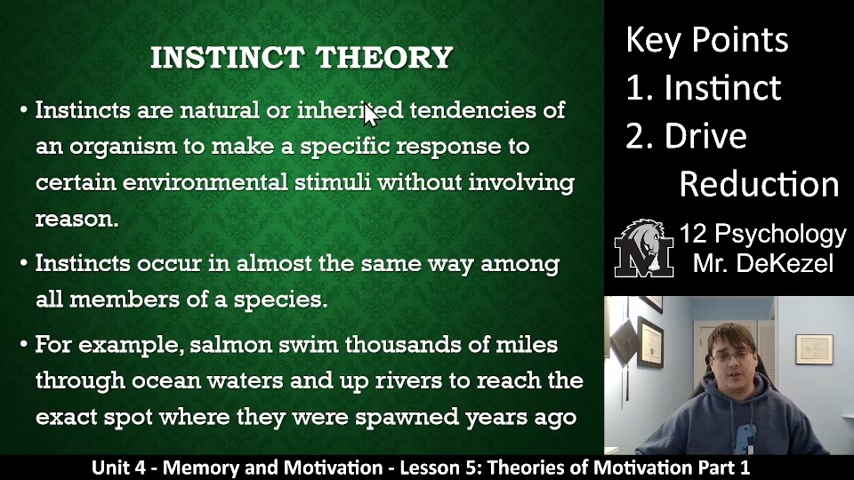 INSTINCT THEORY
• Instincts are natural or inherited tendencies of
an organism to make a specific response to
certain environmental stimuli without involving
reason.
• Instincts occur in almost the same way among
all members of a species.
• For example, salmon swim thousands of miles
through ocean waters and up rivers to reach the
exact spot where they were spawned years ago
Key Points
1. Instinct
2. Drive
Reduction
M
12 Psychology
Mr. DeKezel
Unit 4 - Memory and Motivation - Lesson 5: Theories of Motivation Part 1